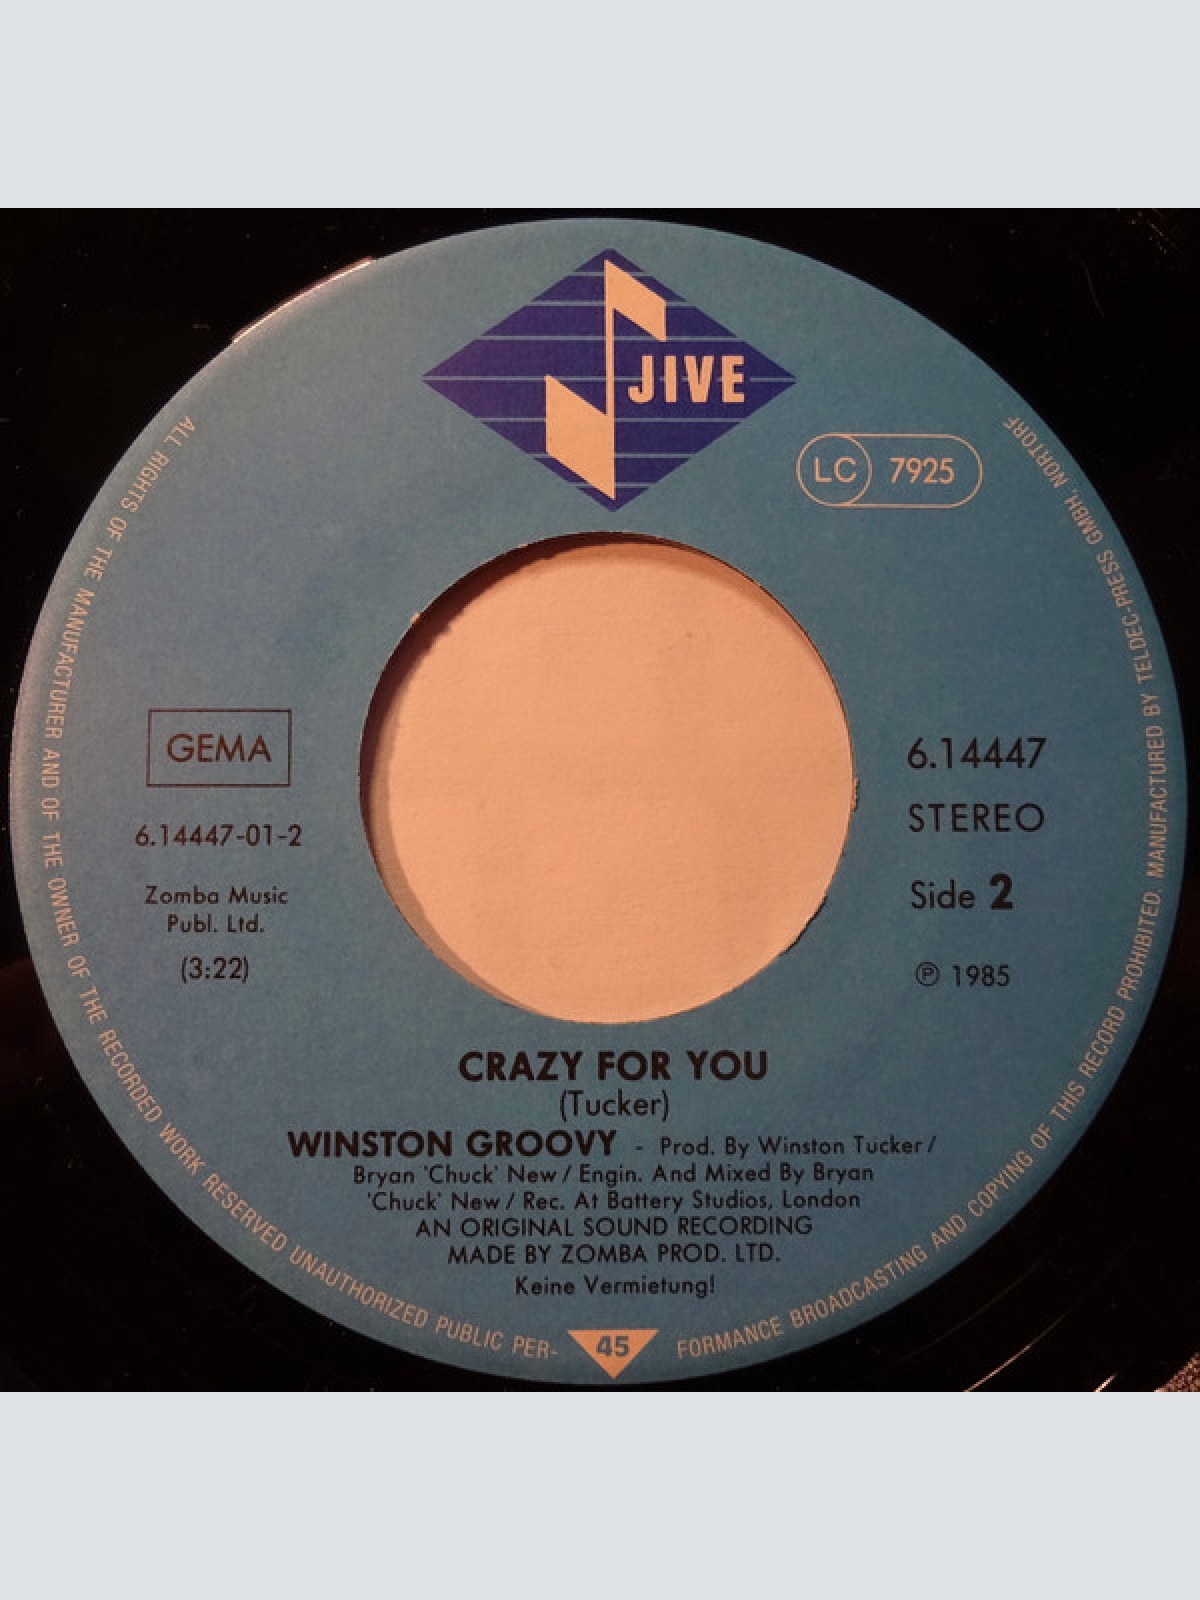 JIVE
LC 7925
GEMA
6.14447-01-2
Zomba Music
Publ. Ltd.
(3:22)
6.14447
STEREO
Side 2
℗ 1985
CRAZY FOR YOU
(Tucker)
WINSTON GROOVY - Prod. By Winston Tucker /
Bryan 'Chuck' New / Engin. And Mixed By Bryan
'Chuck' New / Rec. At Battery Studios, London
AN ORIGINAL SOUND RECORDING
MADE BY ZOMBA PROD. LTD.
Keine Vermietung!
45
ALL RIGHTS OF THE MANUFACTURER AND OF THE OWNER OF THE RECORDED WORK RESERVED UNAUTHORIZED PUBLIC PER-
FORMANCE BROADCASTING AND COPYING OF THIS RECORD PROHIBITED. MANUFACTURED BY TELDEC-PRESS GMBH, NORTORF